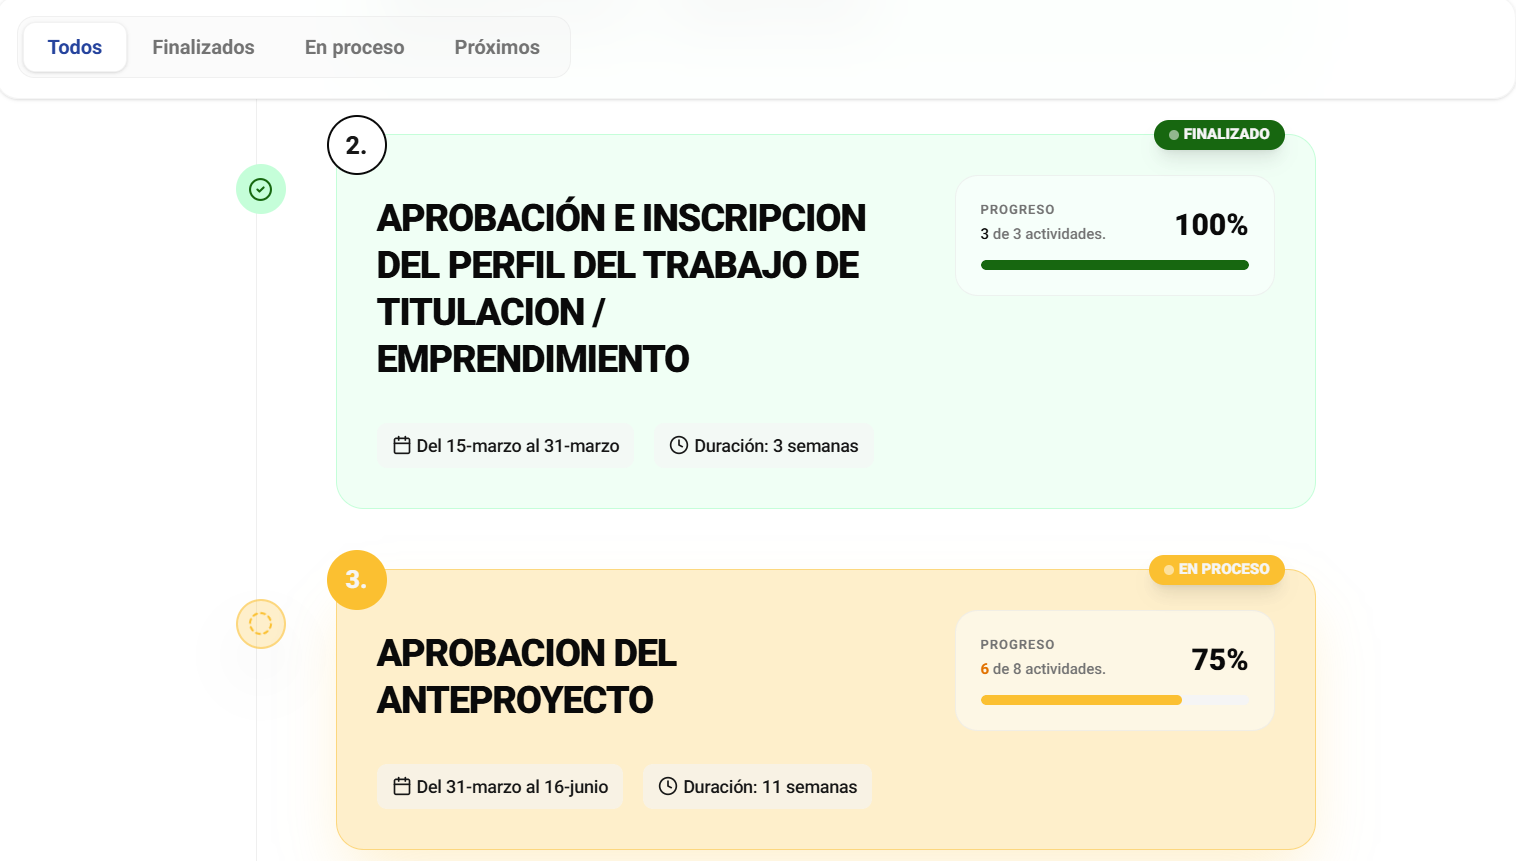 Todos Finalizados En proceso Próximos
2.
FINALIZADO
APROBACIÓN E INSCRIPCION
DEL PERFIL DEL TRABAJO DE
TITULACION /
EMPRENDIMIENTO
PROGRESO
3 de 3 actividades.
100%
Del 15-marzo al 31-marzo
Duración: 3 semanas
3.
EN PROCESO
APROBACION DEL
ANTEPROYECTO
PROGRESO
6 de 8 actividades.
75%
Del 31-marzo al 16-junio
Duración: 11 semanas